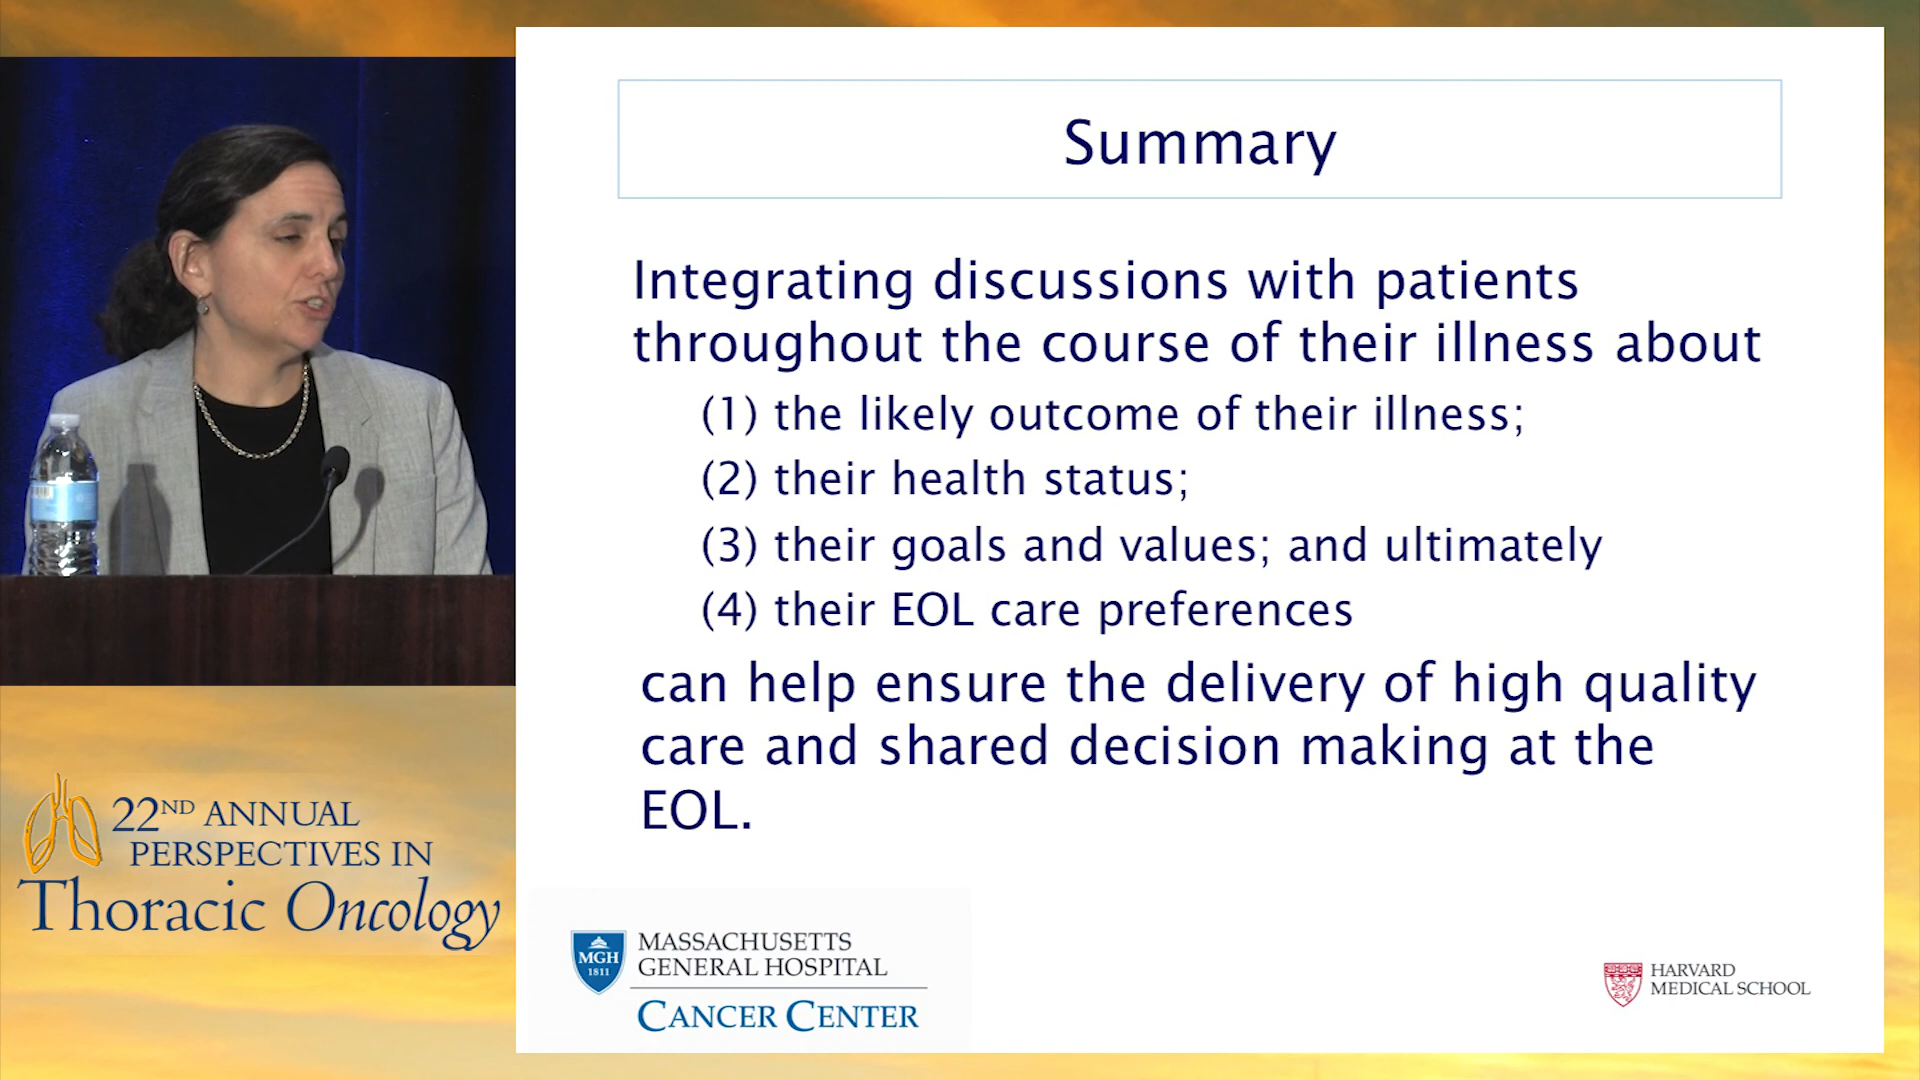 Summary
Integrating discussions with patients
throughout the course of their illness about
(1) the likely outcome of their illness;
(2) their health status;
(3) their goals and values; and ultimately
(4) their EOL care preferences
can help ensure the delivery of high quality
care and shared decision making at the
EOL.
22ND ANNUAL
PERSPECTIVES IN
Thoracic Oncology
MGH
1811
MASSACHUSETTS
GENERAL HOSPITAL
CANCER CENTER
HARVARD
MEDICAL SCHOOL